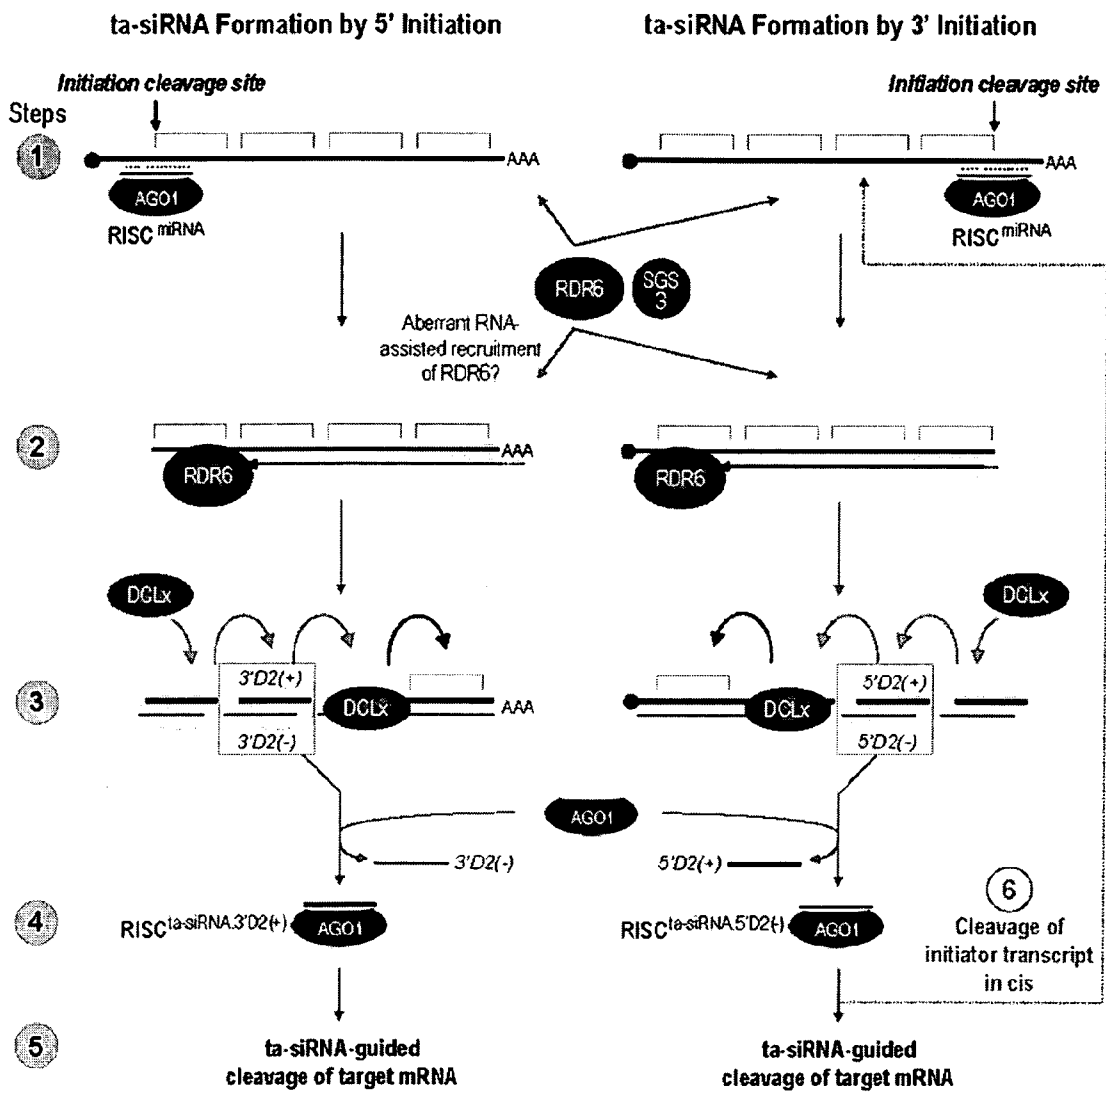 ta-siRNA Formation by 5' Initiation
ta-siRNA Formation by 3' Initiation
Initiation cleavage site
Initiation cleavage site
Steps
1
AAA
AAA
AGO1
AGO1
RISC miRNA
RISC miRNA
RDR6
SGS
3
Aberrant RNA-
assisted recruitment
of RDR6?
2
AAA
RDR6
RDR6
DCLx
DCLx
3
3'D2(+)
5'D2(+)
DCLx
AAA
DCLx
3'D2(-)
5'D2(-)
AGO1
3'D2(-)
5'D2(+)
4
RISC ta-siRNA.3'D2(+)
AGO1
RISC ta-siRNA.5'D2(-)
AGO1
6
Cleavage of
initiator transcript
in cis
5
ta-siRNA-guided
cleavage of target mRNA
ta-siRNA-guided
cleavage of target mRNA